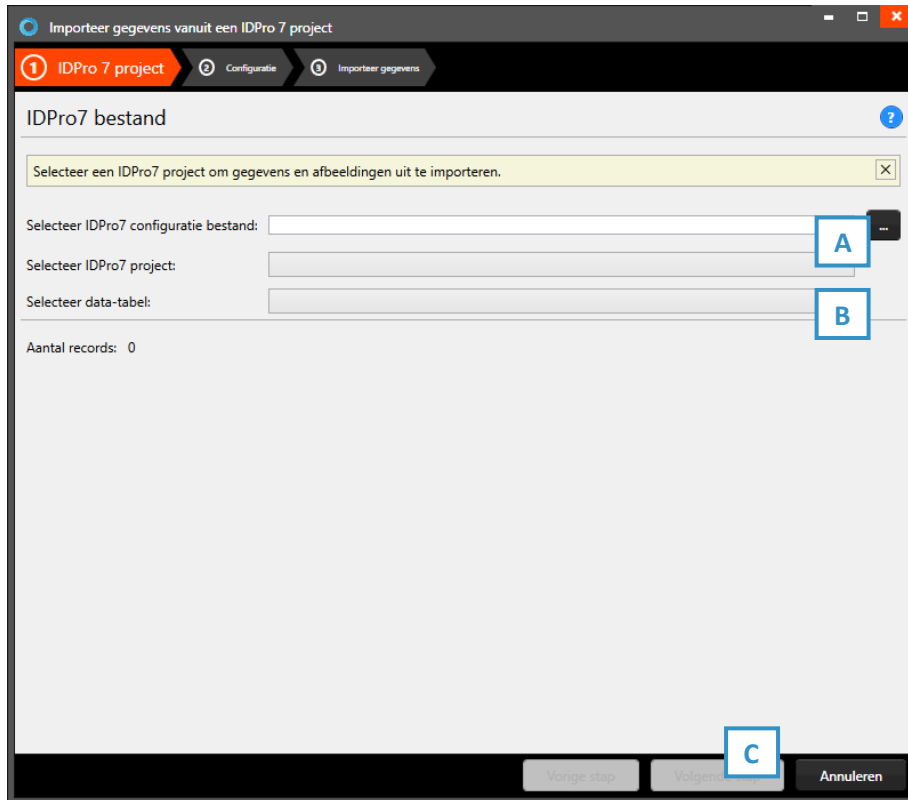 Importeer gegevens vanuit een IDPro 7 project
1 IDPro 7 project 2 Configuratie 3 Importeer gegevens
IDPro7 bestand
?
Selecteer een IDPro7 project om gegevens en afbeeldingen uit te importeren.
Selecteer IDPro7 configuratie bestand:
A
...
Selecteer IDPro7 project:
Selecteer data-tabel:
B
Aantal records: 0
C
Vorige stap
Annuleren